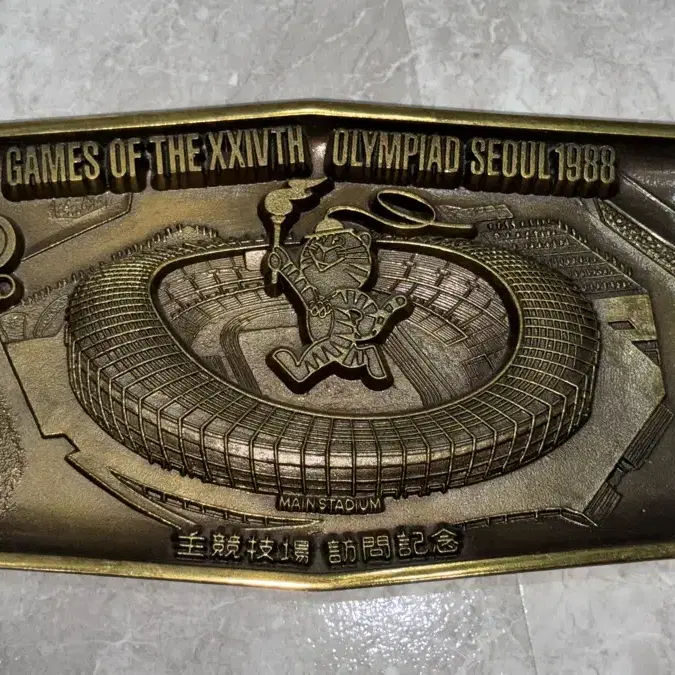 GAMES OF THE XXIVTH OLYMPIAD SEOUL 1988
MAIN STADIUM
主競技場 訪問記念